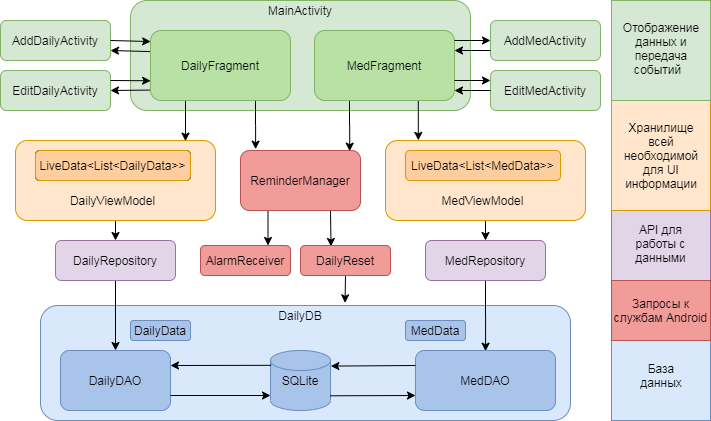 MainActivity
AddDailyActivity
EditDailyActivity
DailyFragment
MedFragment
AddMedActivity
EditMedActivity
LiveData<List<DailyData>>
DailyViewModel
ReminderManager
LiveData<List<MedData>>
MedViewModel
DailyRepository
AlarmReceiver
DailyReset
MedRepository
DailyDB
DailyData
MedData
DailyDAO
SQLite
MedDAO
Отображение
данных и
передача
событий
Хранилище
всей
необходимой
для UI
информации
API для
работы с
данными
Запросы к
службам Android
База
данных